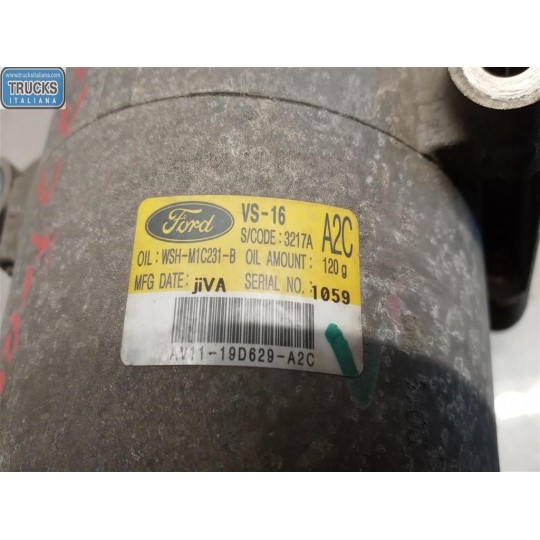 www.trucksitaliana.com
TRUCKS
ITALIANA
Ford
VS-16
S/CODE : 3217A
A2C
OIL : WSH-M1C231-B OIL AMOUNT : 120 g
MFG DATE: jiVA SERIAL NO. : 1059
AV11-19D629-A2C